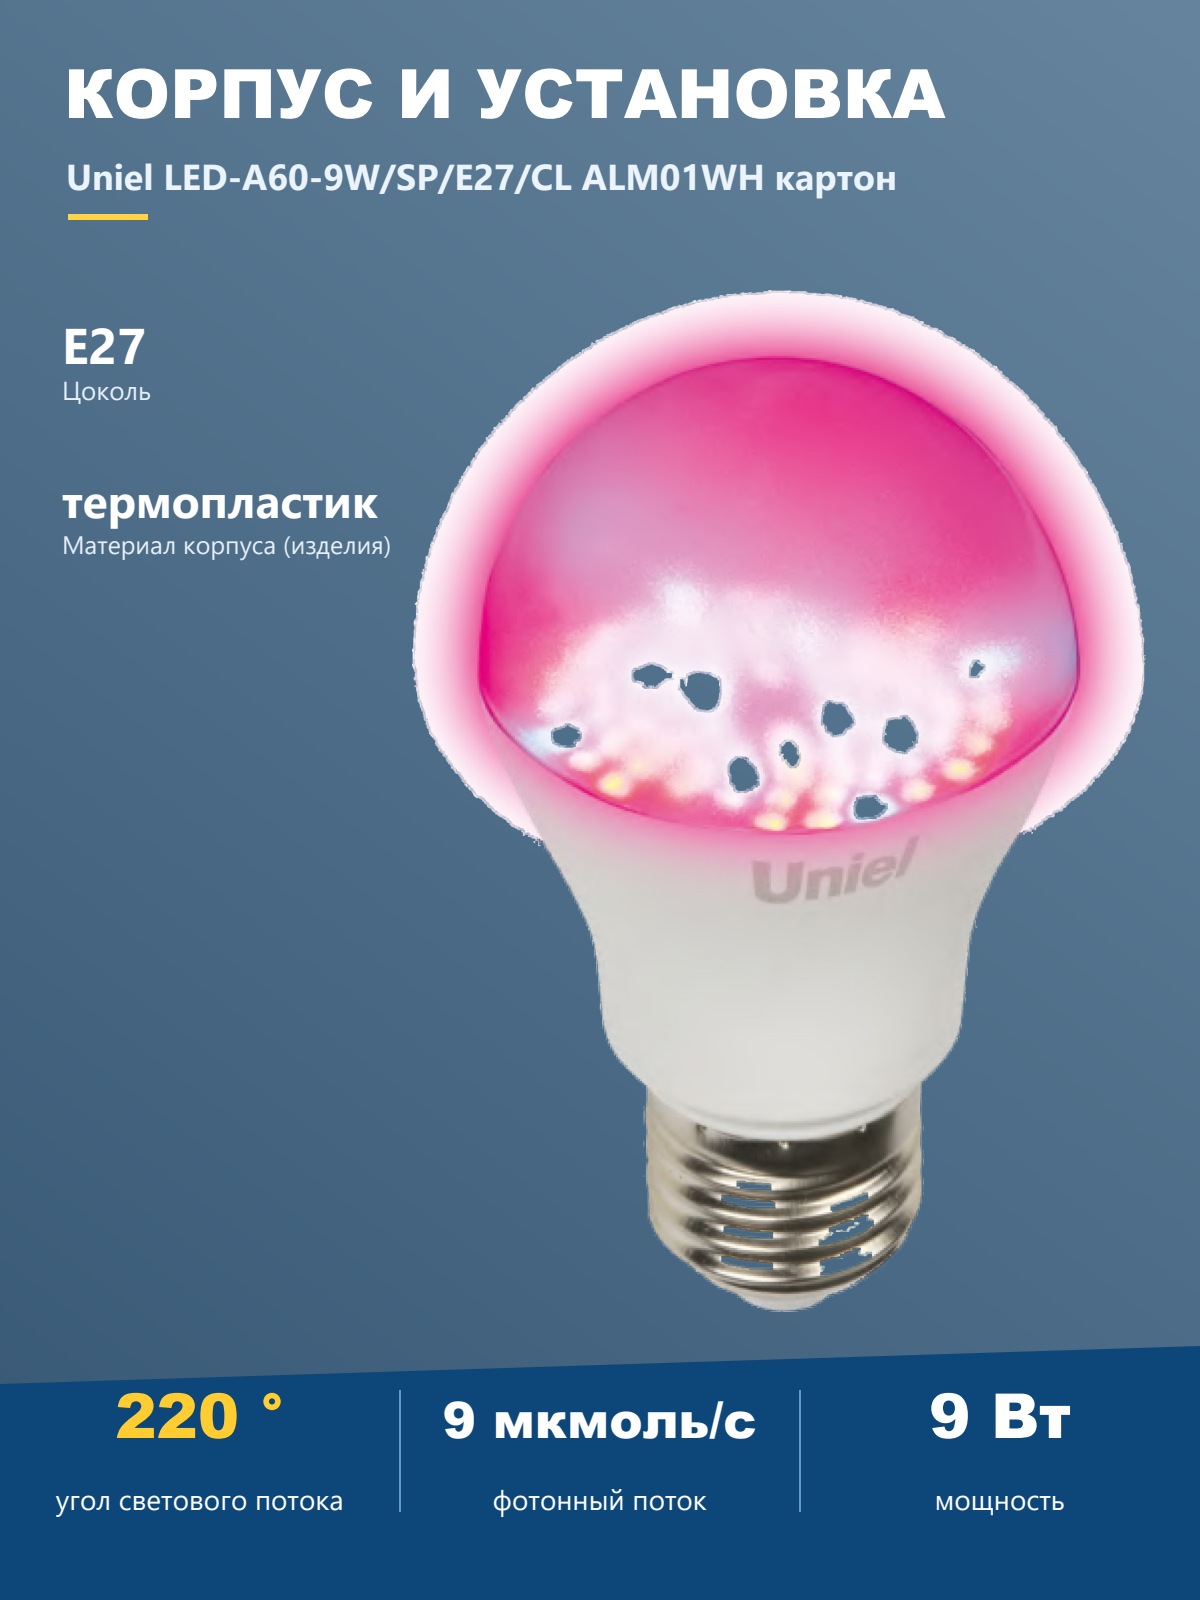 КОРПУС И УСТАНОВКА
Uniel LED-A60-9W/SP/E27/CL ALM01WH картон
E27
Цоколь
термопластик
Материал корпуса (изделия)
Uniel
220 °
угол светового потока
9 мкмоль/с
фотонный поток
9 Вт
мощность